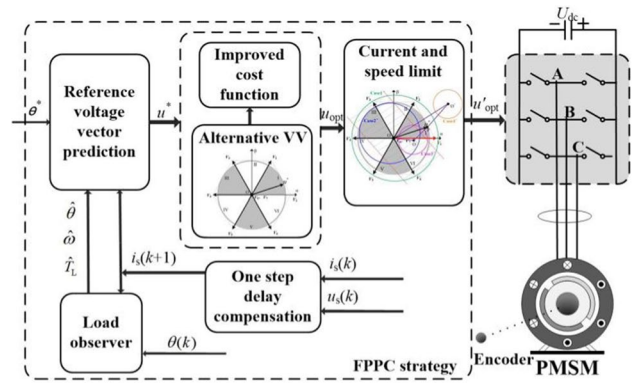 U_dc
θ*
Reference
voltage
vector
prediction
u*
Improved
cost
function
Alternative VV
u_opt
Current and
speed limit
u'_opt
A
B
C
θ̂
ω̂
T̂_L
i_s(k+1)
One step
delay
compensation
i_s(k)
u_s(k)
Load
observer
θ(k)
FPPC strategy
Encoder
PMSM